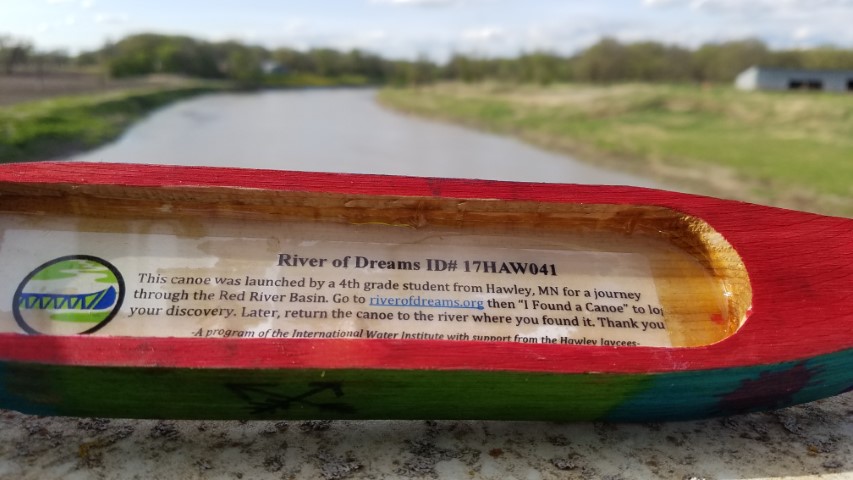 River of Dreams ID# 17HAW041
This canoe was launched by a 4th grade student from Hawley, MN for a journey
through the Red River Basin. Go to riverofdreams.org then "I Found a Canoe" to
your discovery. Later, return the canoe to the river where you found it. Thank you
-A program of the International Water Institute with support from the Hawley Jaycees-